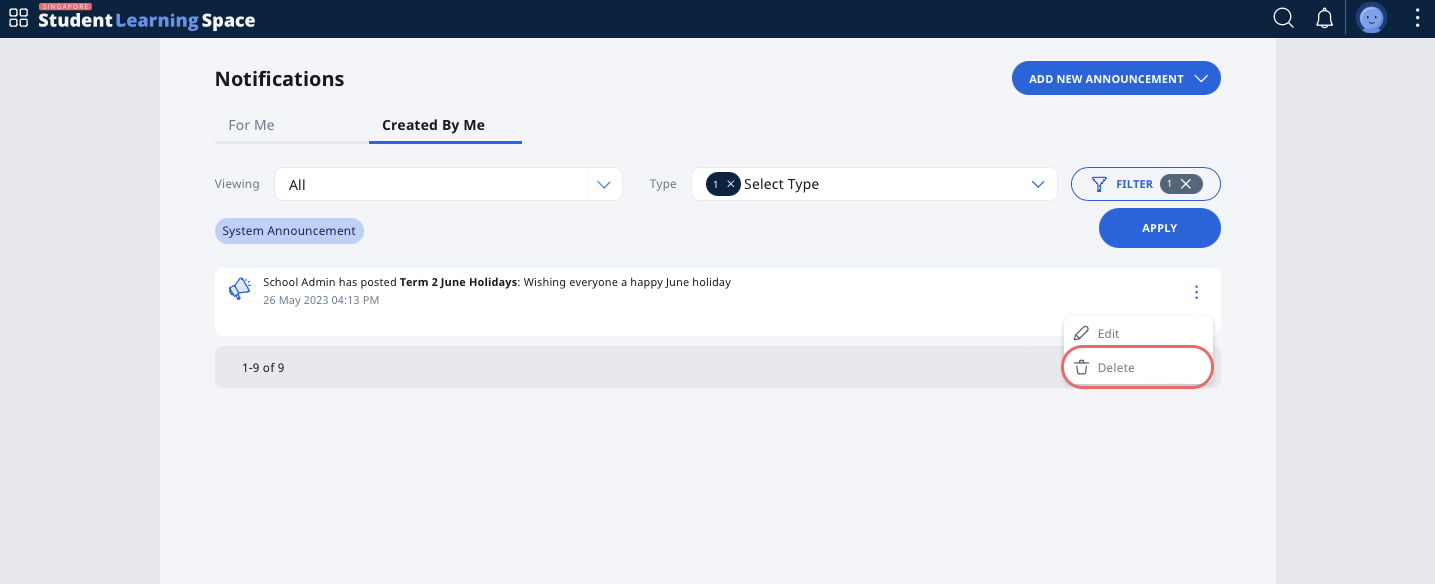 SINGAPORE
Student Learning Space
Notifications
ADD NEW ANNOUNCEMENT
For Me
Created By Me
Viewing
All
Type
1 × Select Type
FILTER 1 ×
System Announcement
APPLY
School Admin has posted Term 2 June Holidays: Wishing everyone a happy June holiday
26 May 2023 04:13 PM
Edit
1-9 of 9
Delete